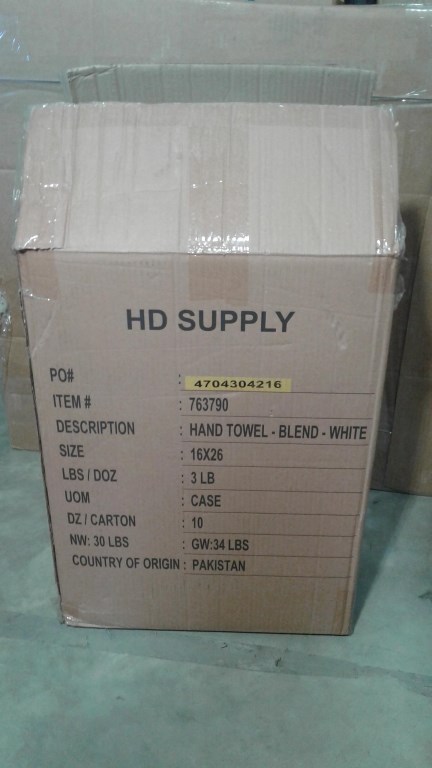 HD SUPPLY
PO# : 4704304216
ITEM # : 763790
DESCRIPTION : HAND TOWEL - BLEND - WHITE
SIZE : 16X26
LBS / DOZ : 3 LB
UOM : CASE
DZ / CARTON : 10
NW: 30 LBS : GW:34 LBS
COUNTRY OF ORIGIN : PAKISTAN